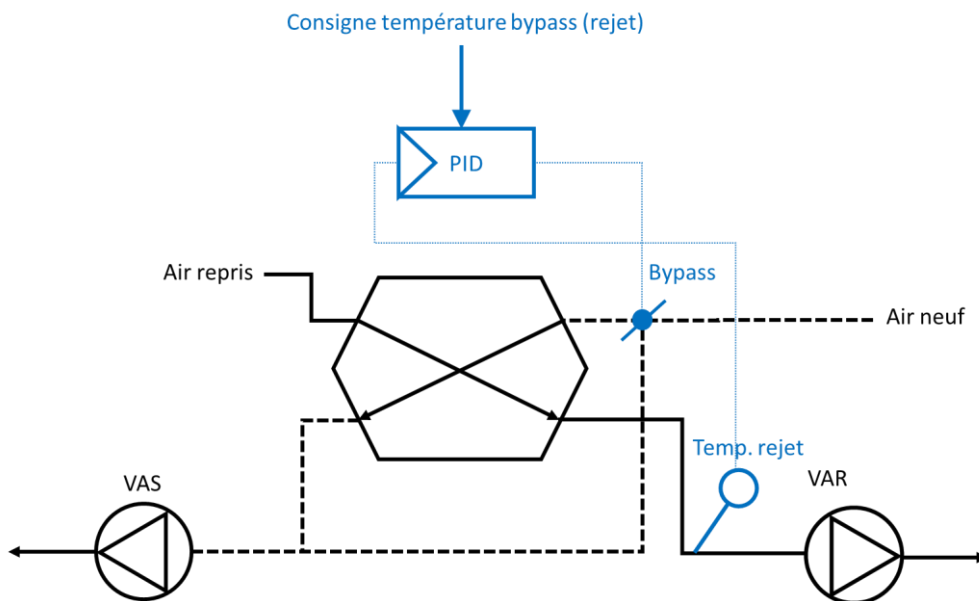 Consigne température bypass (rejet)
PID
Air repris
Bypass
Air neuf
Temp. rejet
VAS
VAR